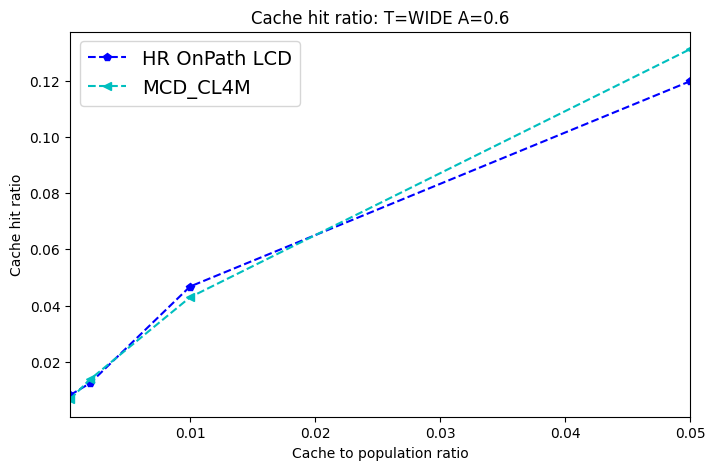 Cache hit ratio: T=WIDE A=0.6
HR OnPath LCD
MCD_CL4M
0.12
0.10
0.08
0.06
0.04
0.02
Cache hit ratio
0.01 0.02 0.03 0.04 0.05
Cache to population ratio